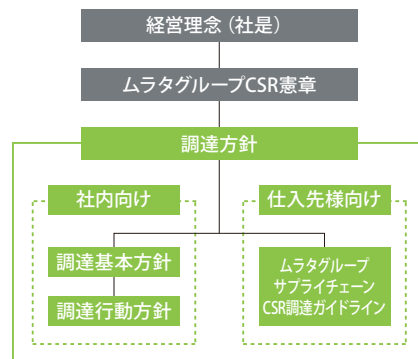 経営理念（社是）
ムラタグループCSR憲章
調達方針
社内向け
調達基本方針
調達行動方針
仕入先様向け
ムラタグループ
サプライチェーン
CSR調達ガイドライン